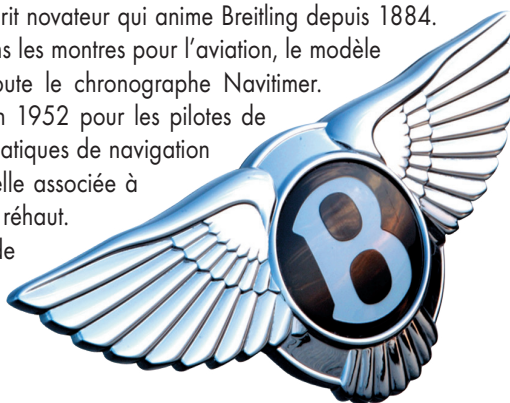 rit novateur qui anime Breitling depuis 1884.
ns les montres pour l’aviation, le modèle
oute le chronographe Navitimer.
n 1952 pour les pilotes de
atiques de navigation
elle associée à
réhaut.
le
B